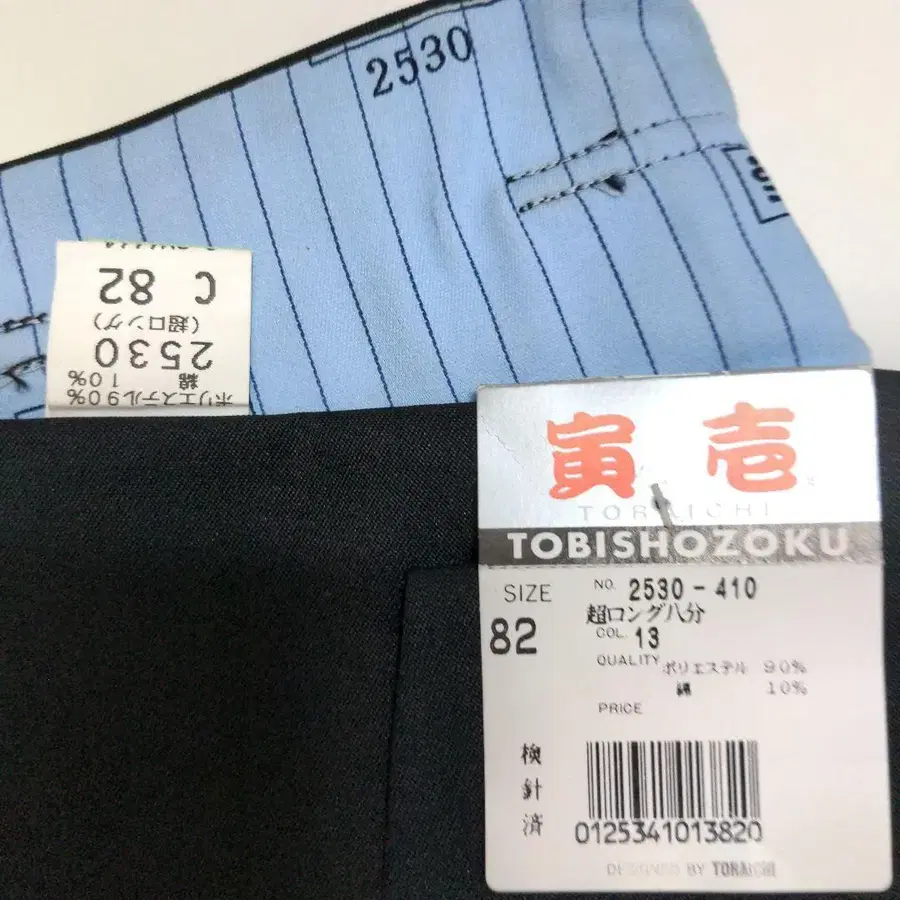 2530
C 82
(超ロング)
2530
綿 10%
ポリエステル90%
寅壱
TORAICHI
TOBISHOZOKU
SIZE
82
NO. 2530-410
超ロング八分
COL. 13
QUALITY ポリエステル 90%
綿 10%
PRICE
検針済
0125341013820
DESIGNED BY TORAICHI